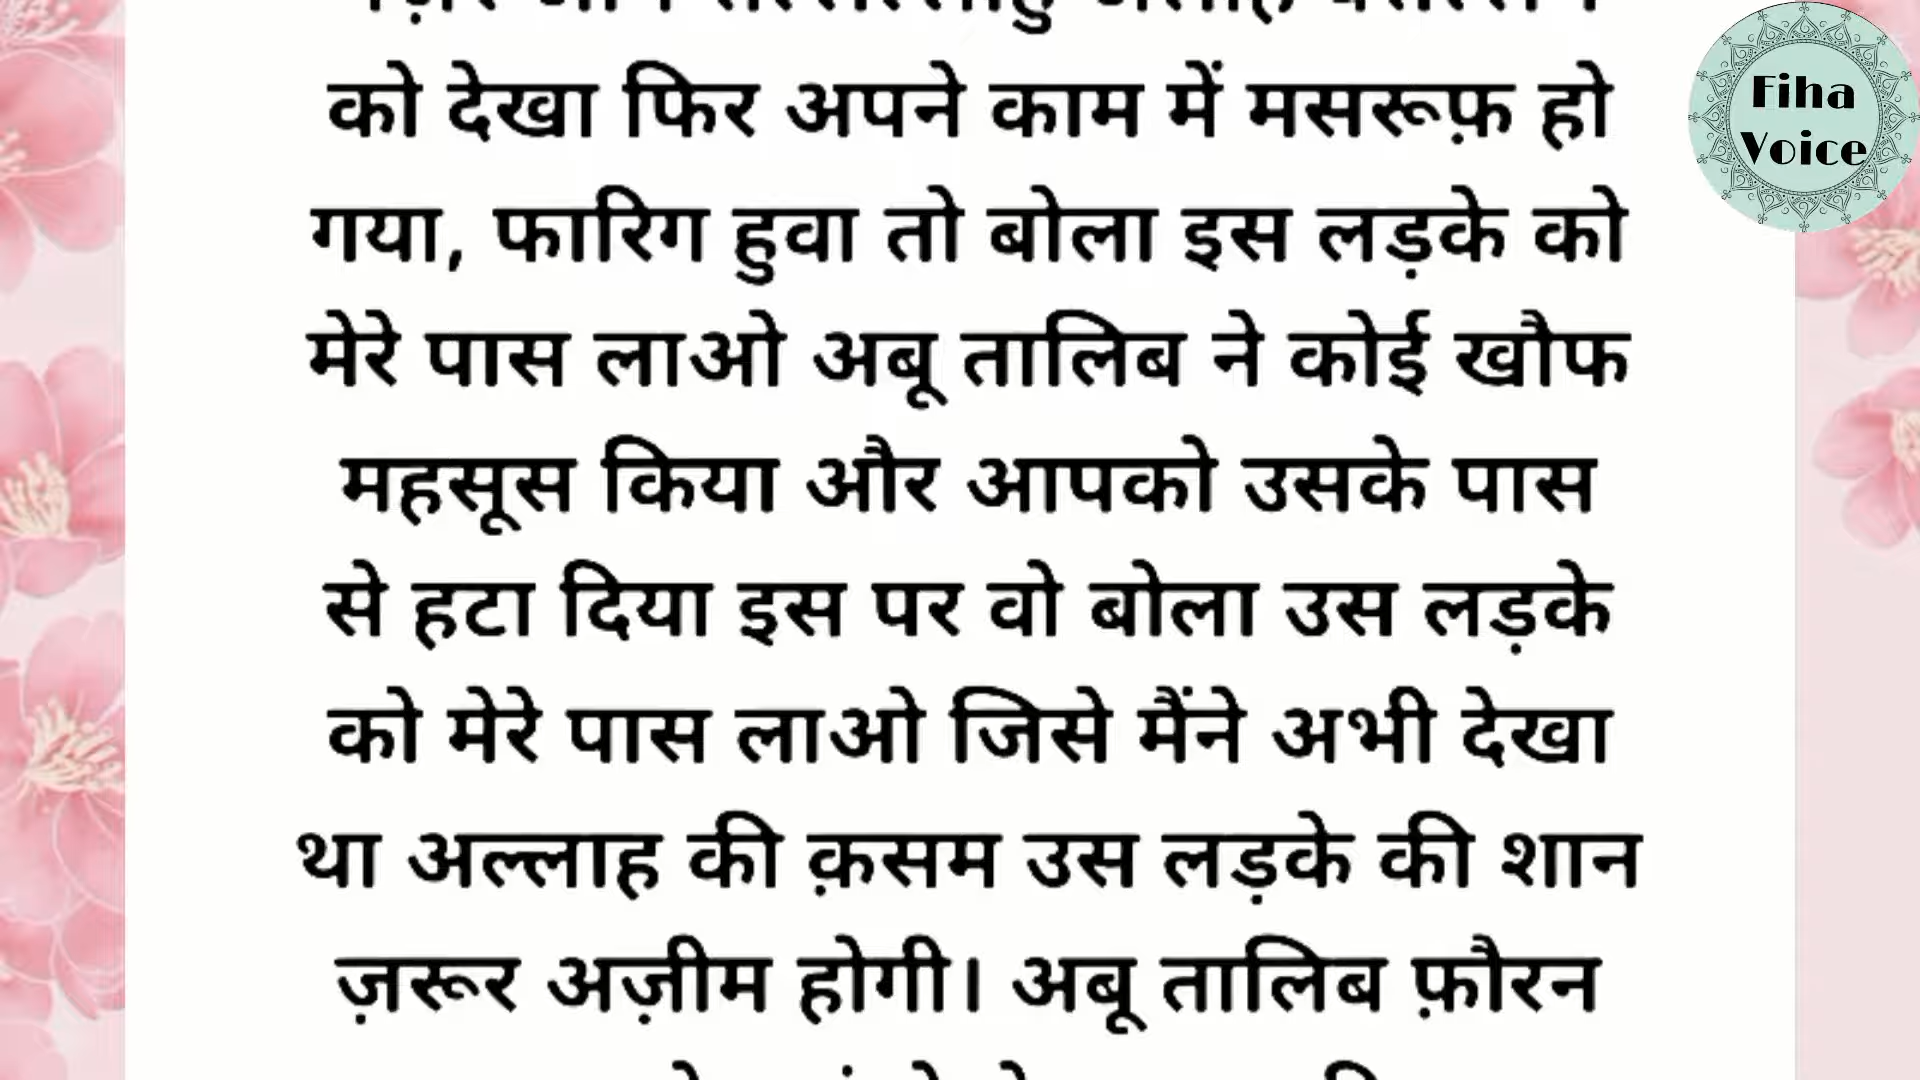 को देखा फिर अपने काम में मसरूफ़ हो
गया, फारिग हुवा तो बोला इस लड़के को
मेरे पास लाओ अबू तालिब ने कोई खौफ
महसूस किया और आपको उसके पास
से हटा दिया इस पर वो बोला उस लड़के
को मेरे पास लाओ जिसे मैंने अभी देखा
था अल्लाह की क़सम उस लड़के की शान
ज़रूर अज़ीम होगी। अबू तालिब फ़ौरन
Fiha
Voice